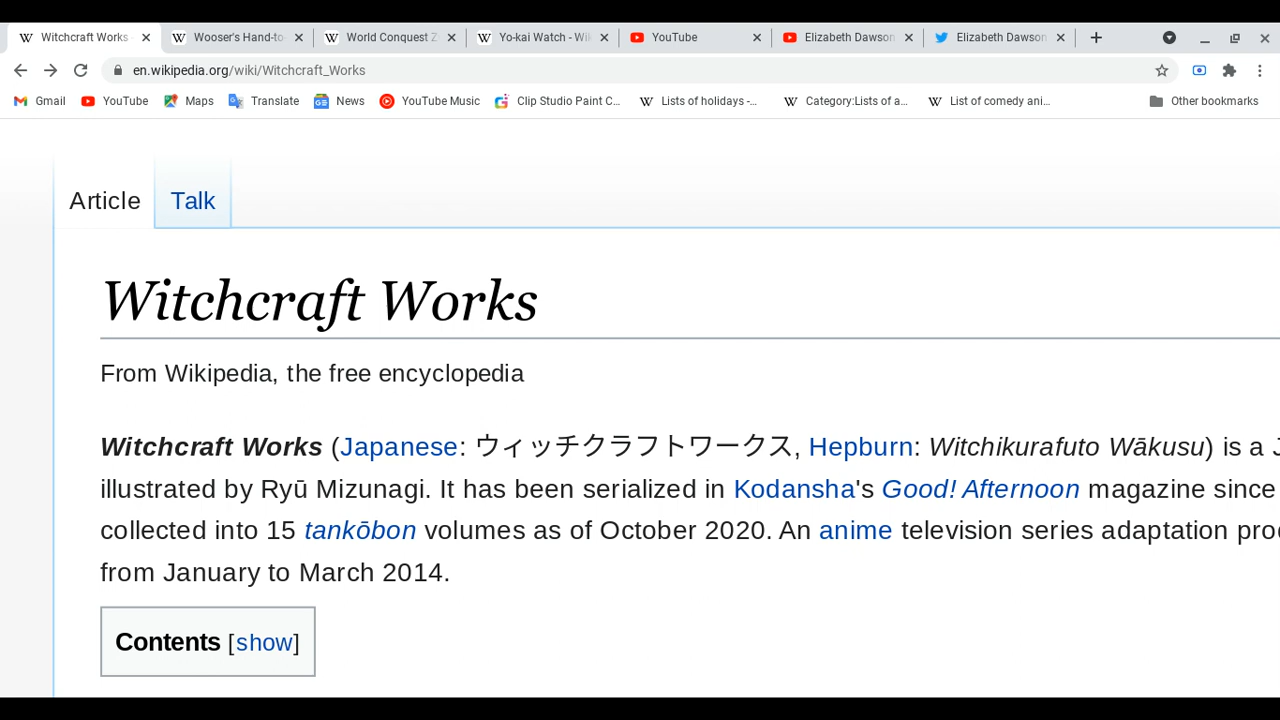 Witchcraft Works -
Wooser's Hand-to-
World Conquest Z
Yo-kai Watch - Wik
YouTube
Elizabeth Dawson
Elizabeth Dawson
en.wikipedia.org/wiki/Witchcraft_Works
Gmail
YouTube
Maps
Translate
News
YouTube Music
Clip Studio Paint C...
Lists of holidays -...
Category:Lists of a...
List of comedy ani...
Other bookmarks
Article
Talk
Witchcraft Works
From Wikipedia, the free encyclopedia
Witchcraft Works (Japanese: ウィッチクラフトワークス, Hepburn: Witchikurafuto Wākusu) is a J
illustrated by Ryū Mizunagi. It has been serialized in Kodansha's Good! Afternoon magazine since
collected into 15 tankōbon volumes as of October 2020. An anime television series adaptation pro
from January to March 2014.
Contents [show]